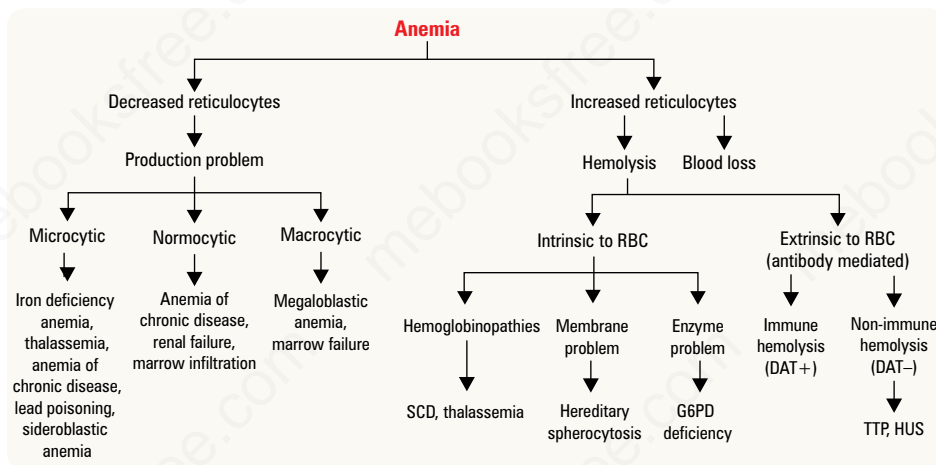 Anemia
Decreased reticulocytes
Increased reticulocytes
Production problem
Hemolysis
Blood loss
Microcytic
Normocytic
Macrocytic
Intrinsic to RBC
Extrinsic to RBC
(antibody mediated)
Iron deficiency
anemia,
thalassemia,
anemia of
chronic disease,
lead poisoning,
sideroblastic
anemia
Anemia of
chronic disease,
renal failure,
marrow infiltration
Megaloblastic
anemia,
marrow failure
Hemoglobinopathies
Membrane
problem
Enzyme
problem
Immune
hemolysis
(DAT+)
Non-immune
hemolysis
(DAT–)
SCD, thalassemia
Hereditary
spherocytosis
G6PD
deficiency
TTP, HUS
mebooksfree.com